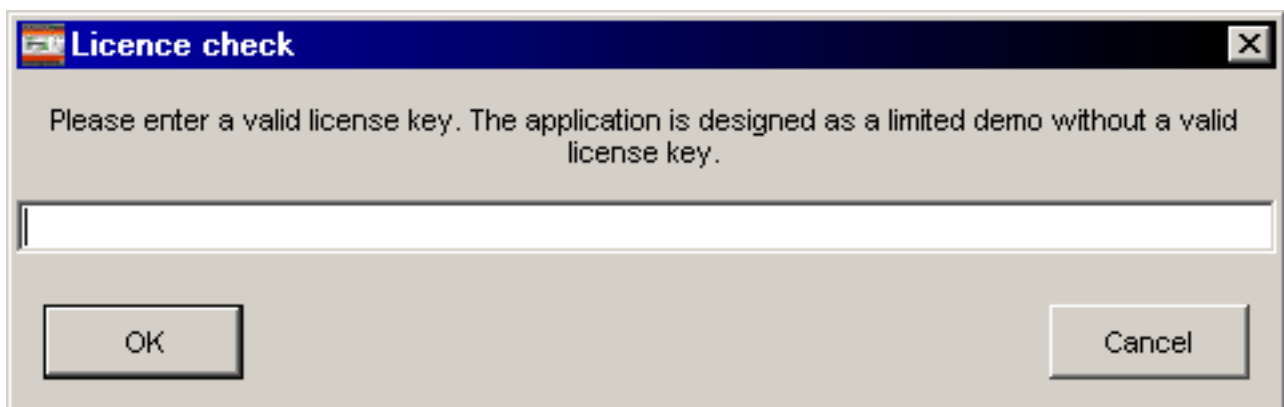 Licence check
Please enter a valid license key. The application is designed as a limited demo without a valid
license key.
OK
Cancel